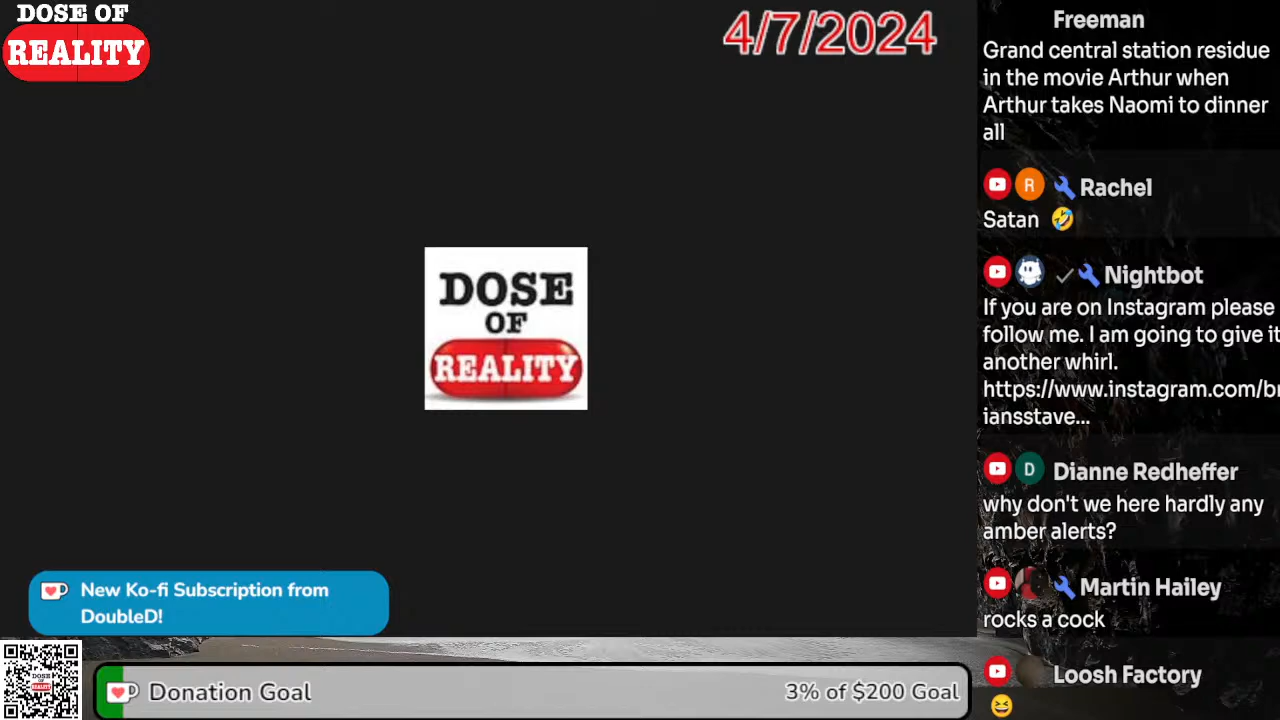 DOSE OF
REALITY
4/7/2024
DOSE
OF
REALITY
New Ko-fi Subscription from
DoubleD!
DOSE
OF
REALITY
Donation Goal
3% of $200 Goal
Freeman
Grand central station residue
in the movie Arthur when
Arthur takes Naomi to dinner
all
R
Rachel
Satan 🤣
Nightbot
If you are on Instagram please
follow me. I am going to give it
another whirl.
https://www.instagram.com/br
iansstave...
D
Dianne Redheffer
why don't we here hardly any
amber alerts?
Martin Hailey
rocks a cock
Loosh Factory
😆